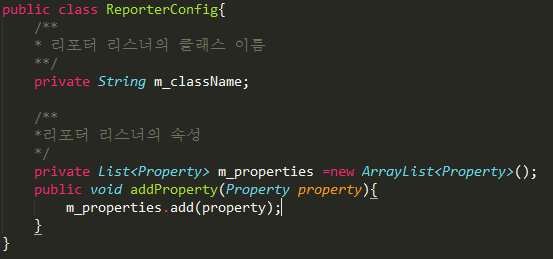 public class ReporterConfig{
/**
* 리포터 리스너의 클래스 이름
**/
private String m_className;
/**
*리포터 리스너의 속성
*/
private List<Property> m_properties =new ArrayList<Property>();
public void addProperty(Property property){
m_properties.add(property);
}
}